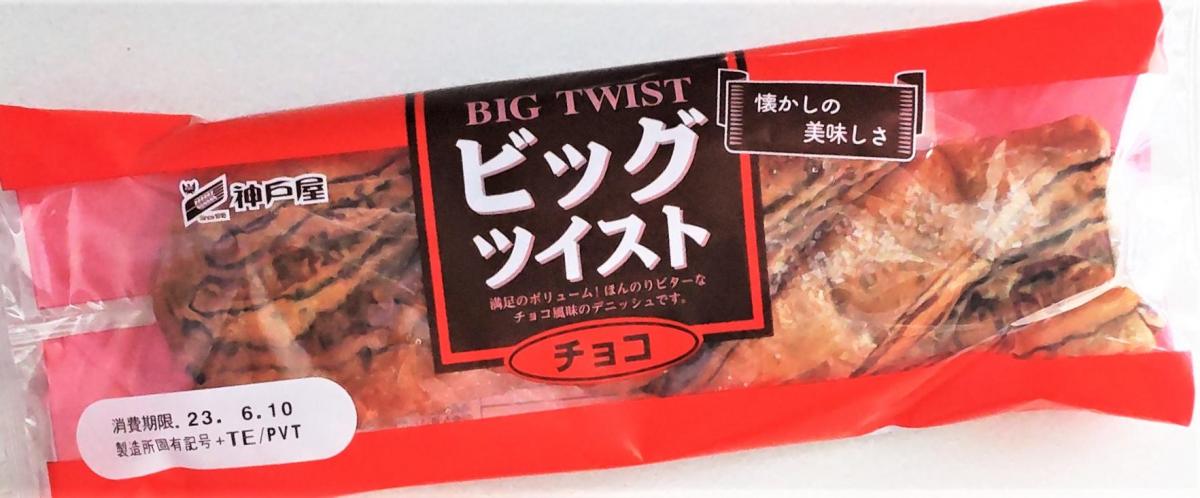 BIG TWIST
ビッグ
ツイスト
満足のボリューム!ほんのりビターな
チョコ風味のデニッシュです。
チョコ
懐かしの
美味しさ
神戸屋
消費期限. 23. 6.10
製造所固有記号+TE/PVT